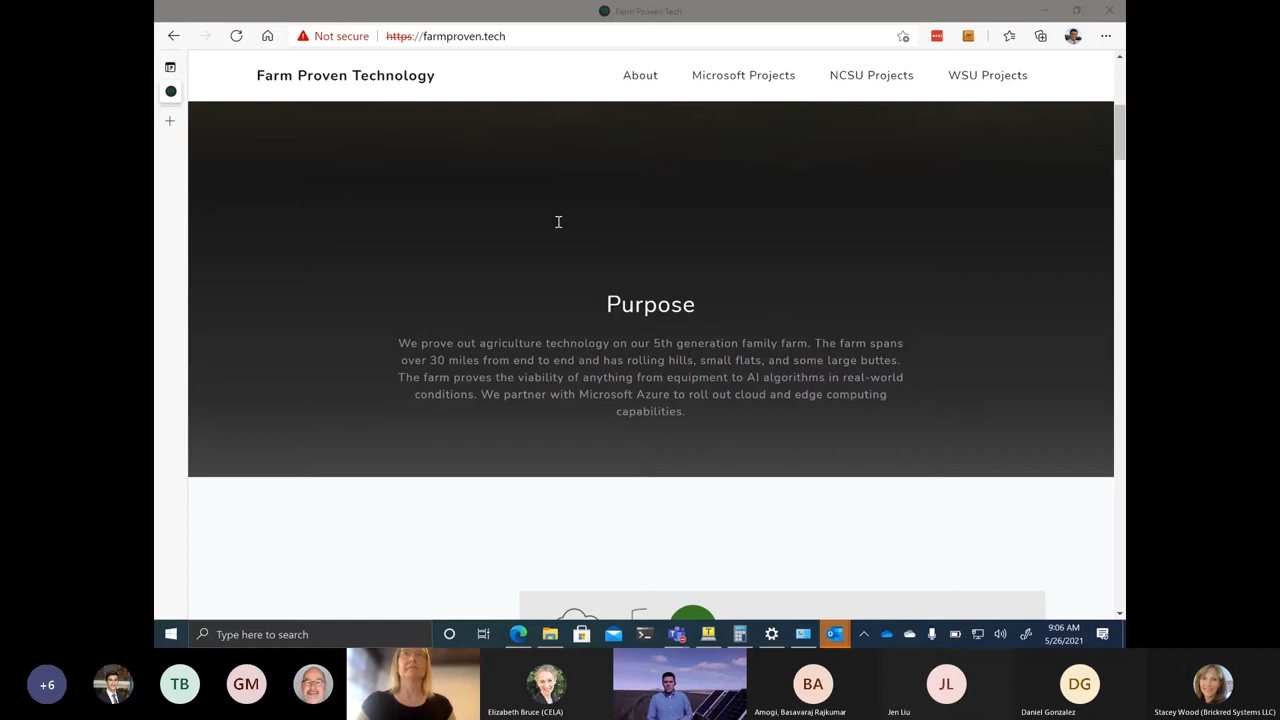 Farm Proven Tech
Not secure
https://farmproven.tech
Farm Proven Technology
About
Microsoft Projects
NCSU Projects
WSU Projects
Purpose
We prove out agriculture technology on our 5th generation family farm. The farm spans
over 30 miles from end to end and has rolling hills, small flats, and some large buttes.
The farm proves the viability of anything from equipment to AI algorithms in real-world
conditions. We partner with Microsoft Azure to roll out cloud and edge computing
capabilities.
Type here to search
9:06 AM
5/26/2021
+6
TB
GM
Elizabeth Bruce (CELA)
BA
Amogi, Basavaraj Rajkumar
JL
Jen Liu
DG
Daniel Gonzalez
Stacey Wood (Brickred Systems LLC)